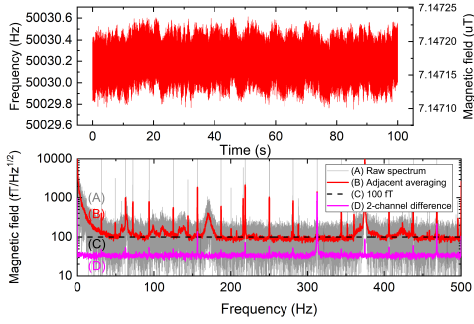 50030.6
50030.4
50030.2
50030.0
50029.8
50029.6
Frequency (Hz)
7.14725
7.14720
7.14715
7.14710
Magnetic field (uT)
0 20 40 60 80 100
Time (s)
10000
1000
100
10
Magnetic field (fT/Hz^1/2)
(A)
(B)
(C)
(D)
(A) Raw spectrum
(B) Adjacent averaging
(C) 100 fT
(D) 2-channel difference
0 100 200 300 400 500
Frequency (Hz)